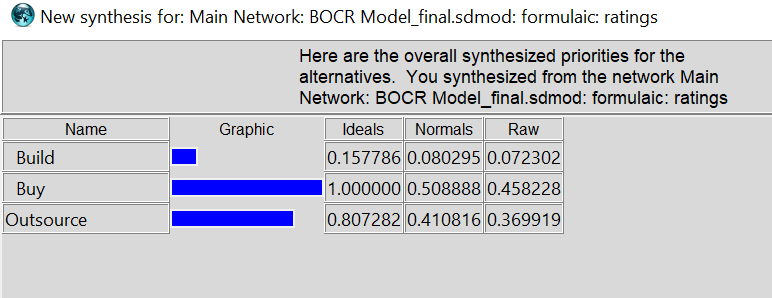 New synthesis for: Main Network: BOCR Model_final.sdmod: formulaic: ratings
Here are the overall synthesized priorities for the
alternatives. You synthesized from the network Main
Network: BOCR Model_final.sdmod: formulaic: ratings
Name Graphic Ideals Normals Raw
Build 0.157786 0.080295 0.072302
Buy 1.000000 0.508888 0.458228
Outsource 0.807282 0.410816 0.369919